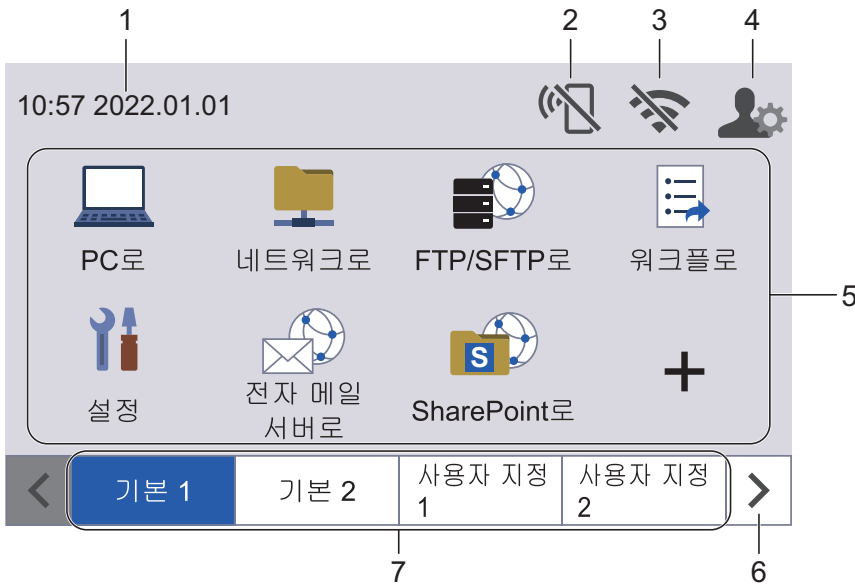 1
2
3
4
10:57 2022.01.01
PC로
네트워크로
FTP/SFTP로
워크플로
5
설정
전자 메일
서버로
S
SharePoint로
+
기본 1
기본 2
사용자 지정
1
사용자 지정
2
7
6